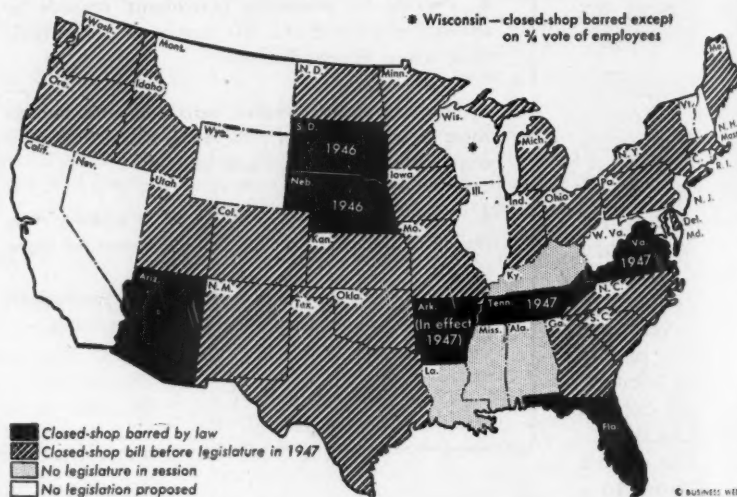 ✱ Wisconsin — closed-shop barred except
on ¾ vote of employees
Wash.
Mont.
N. D.
Minn.
Me.
Ore.
Idaho
Wis.
✱
Vt.
N. H.
Mass.
S. D.
1946
Mich.
N. Y.
Wyo.
C.
R. I.
Calif.
Nev.
Utah
Neb.
1946
Iowa
Ill.
Ind.
Ohio
Pa.
N. J.
Col.
Kan.
Mo.
W. Va.
Va.
1947
Del.
Md.
Ky.
Ariz.
N. M.
Okla.
Ark.
(In effect
1947)
Tenn. 1947
N. C.
S. C.
Miss.
Ala.
Ga.
La.
Fla.
Closed-shop barred by law
Closed-shop bill before legislature in 1947
No legislature in session
No legislation proposed